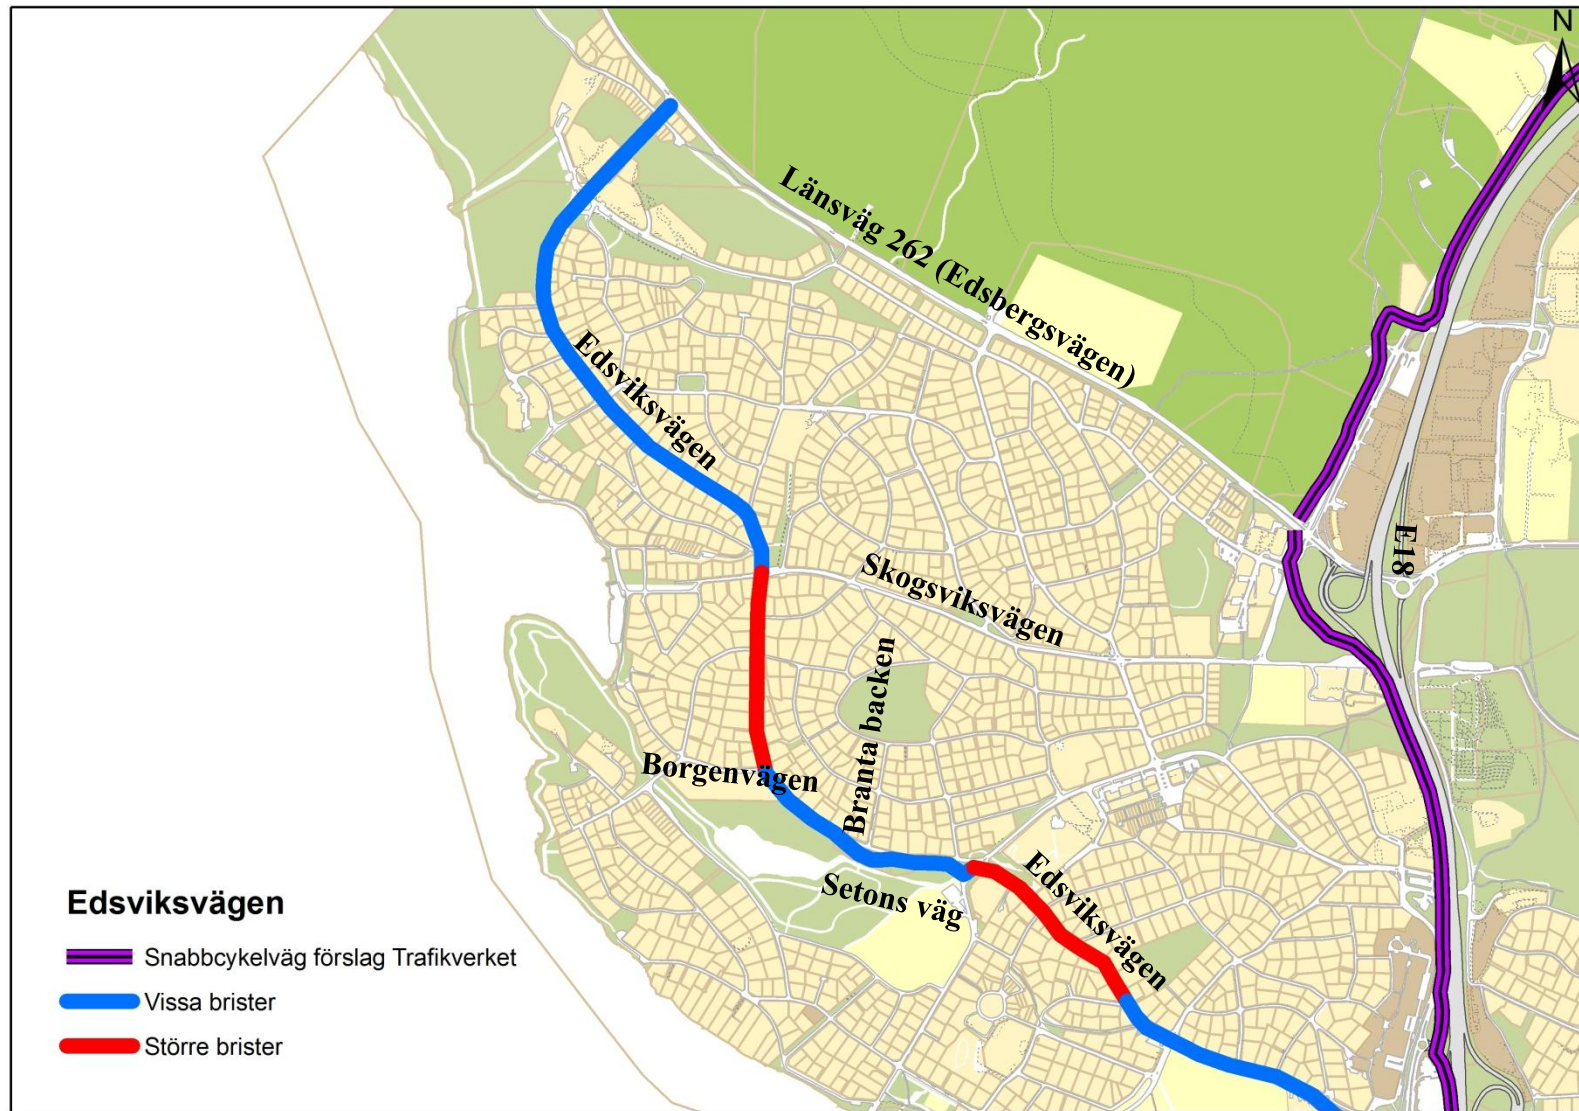 N
Länsväg 262 (Edsbergsvägen)
Edsviksvägen
E18
Skogsviksvägen
Branta backen
Borgenvägen
Setons väg
Edsviksvägen
Edsviksvägen
Snabbcykelväg förslag Trafikverket
Vissa brister
Större brister